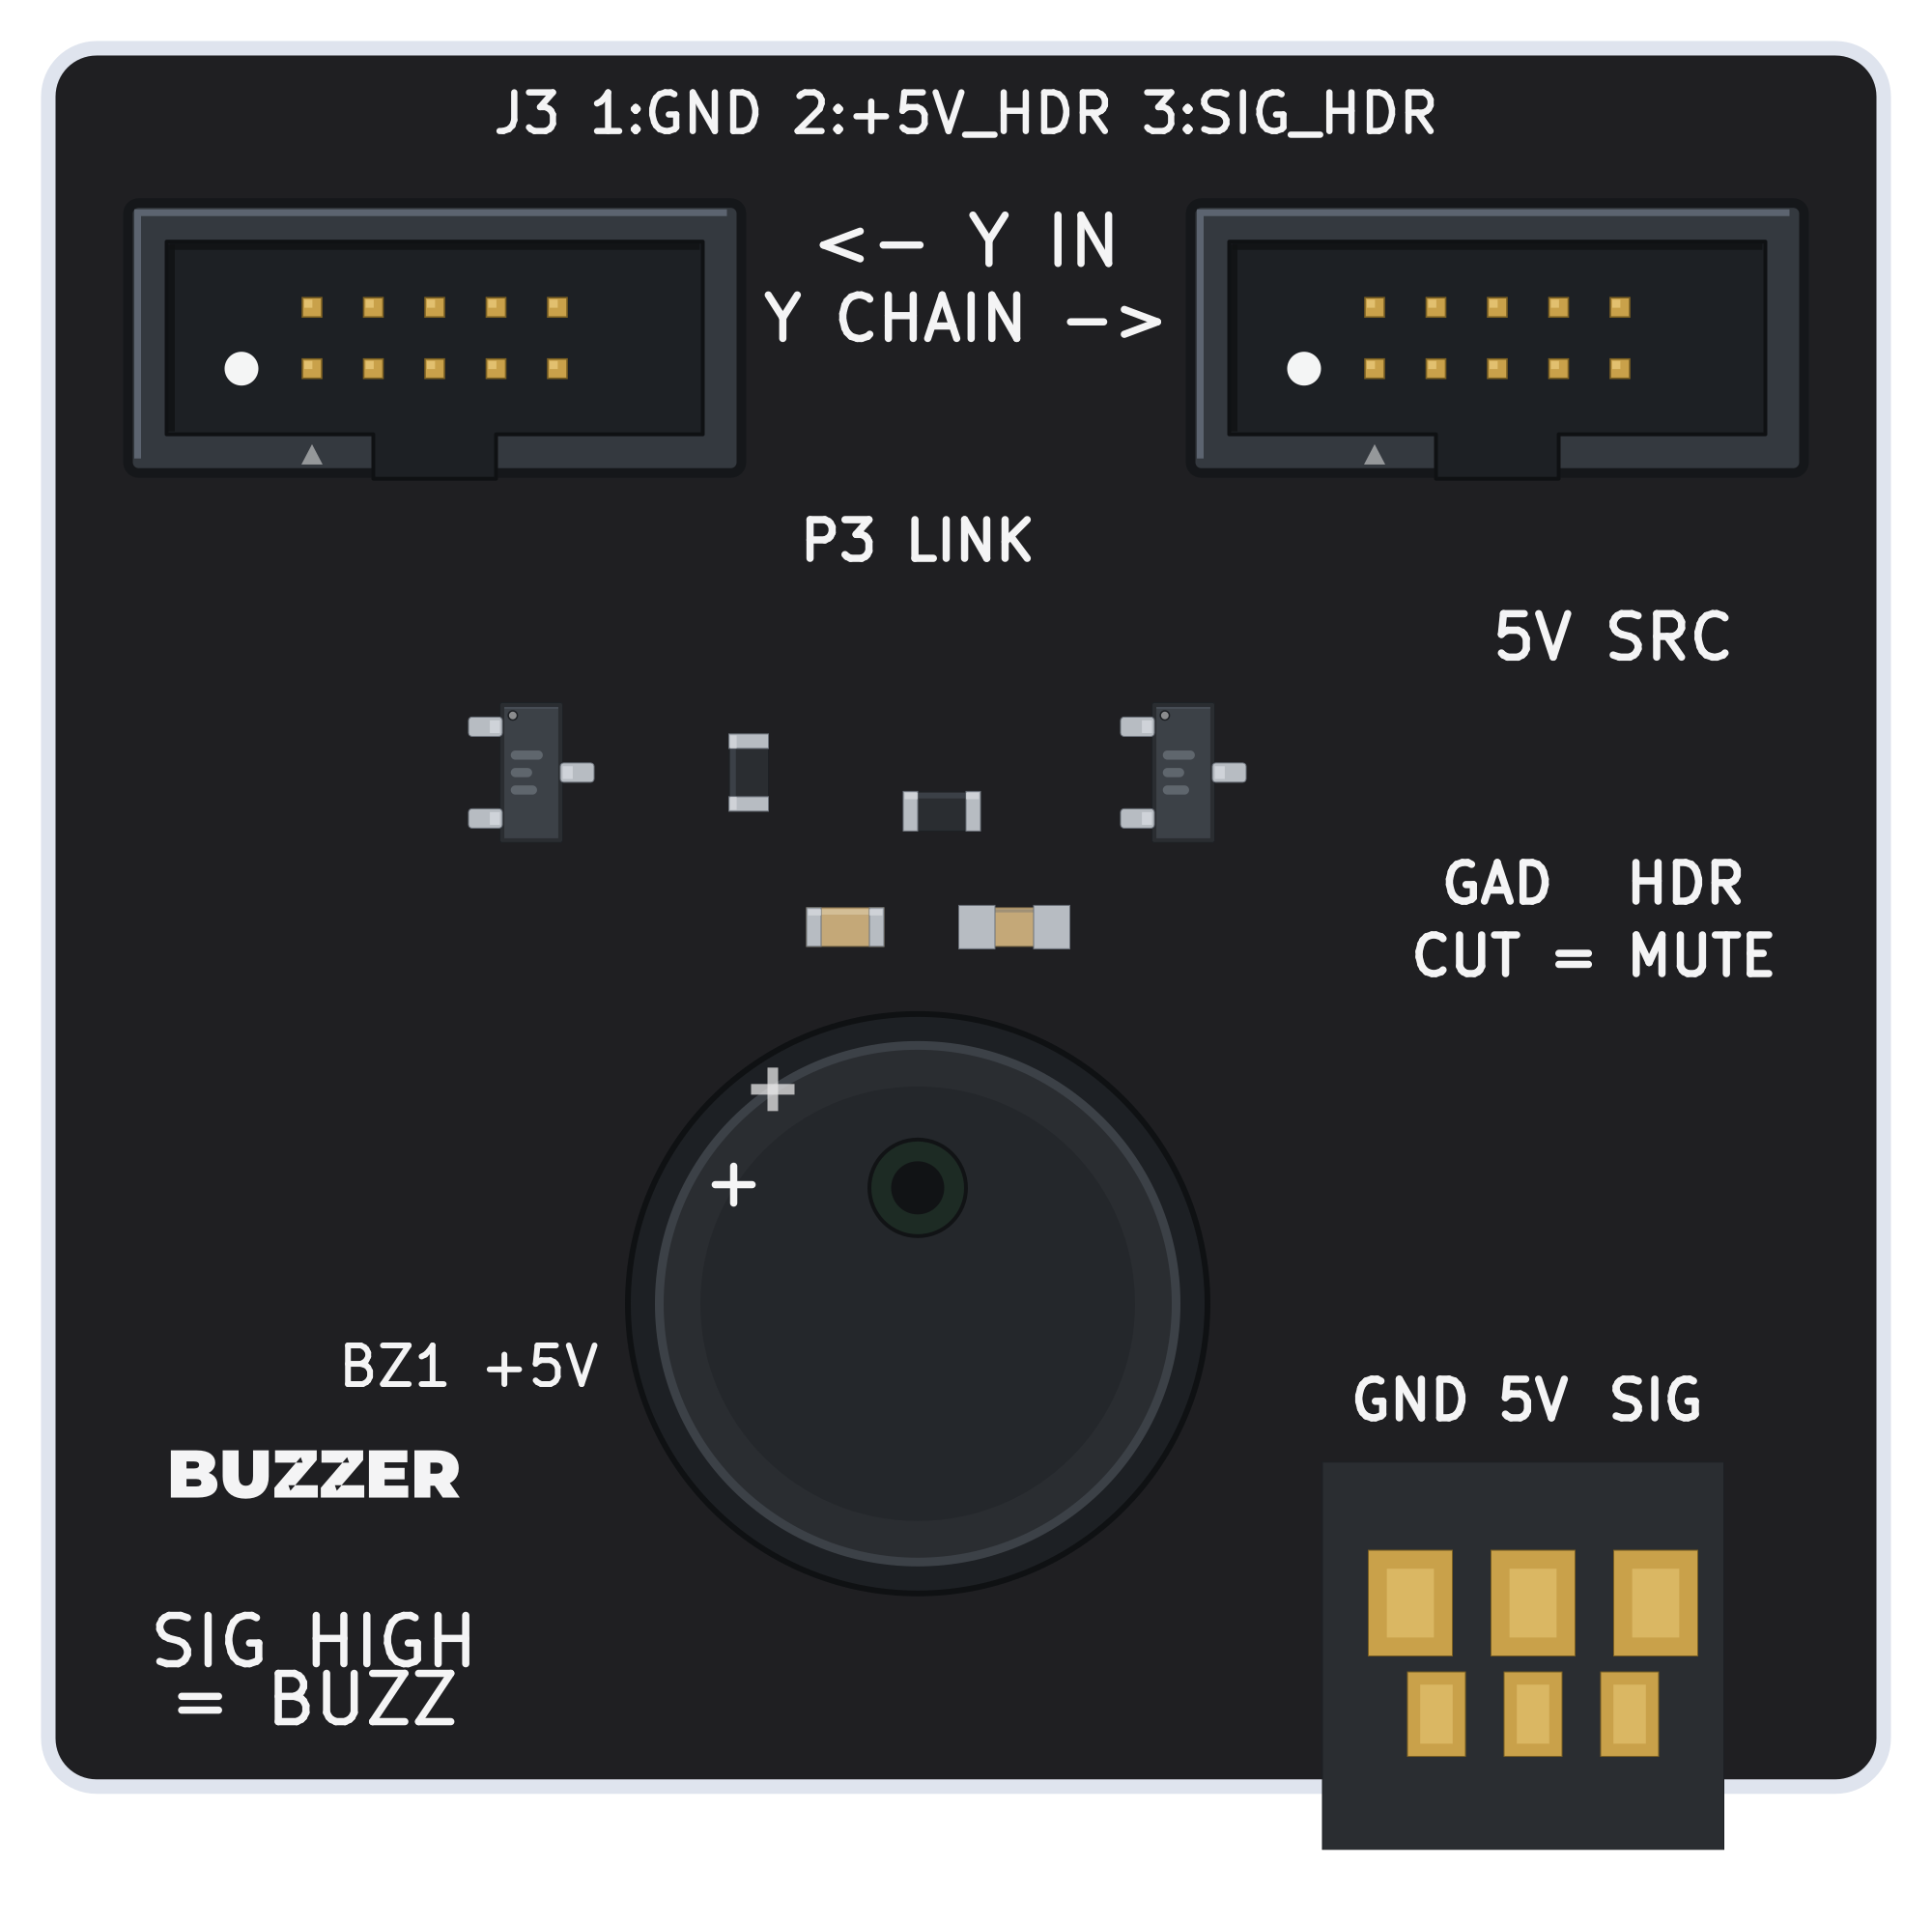 J3 1:GND 2:+5V_HDR 3:SIG_HDR
<- Y IN
Y CHAIN ->
P3 LINK
5V SRC
GAD HDR
CUT = MUTE
+
+
BZ1 +5V
GND 5V SIG
BUZZER
SIG HIGH
= BUZZ